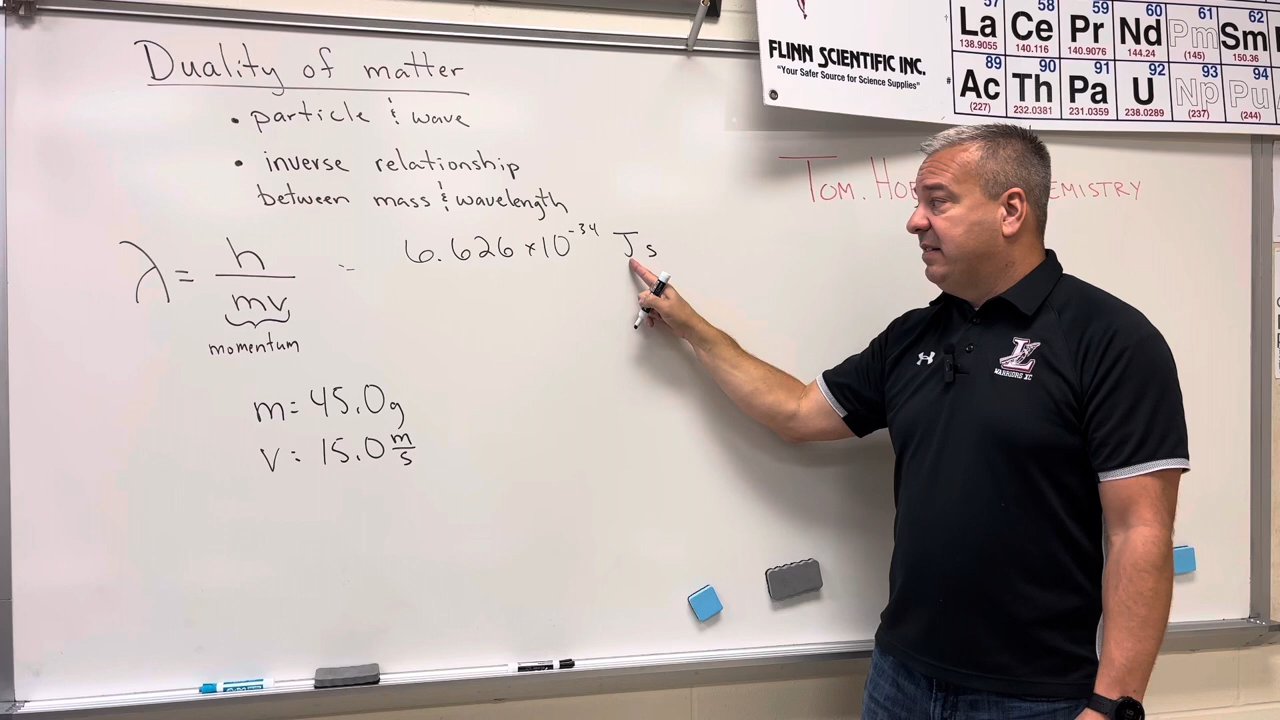 Duality of matter
• particle & wave
• inverse relationship
between mass & wavelength
λ = h / mv = 6.626 × 10⁻³⁴ J s
momentum
m = 45.0g
v = 15.0 m/s
FLINN SCIENTIFIC INC.
"Your Safer Source for Science Supplies"
57 58 59 60 61 62
La Ce Pr Nd Pm Sm
138.9055 140.116 140.9076 144.24 (145) 150.36
89 90 91 92 93 94
Ac Th Pa U Np Pu
(227) 232.0381 231.0359 238.0289 (237) (244)
TOM.
L
WARRIORS XC